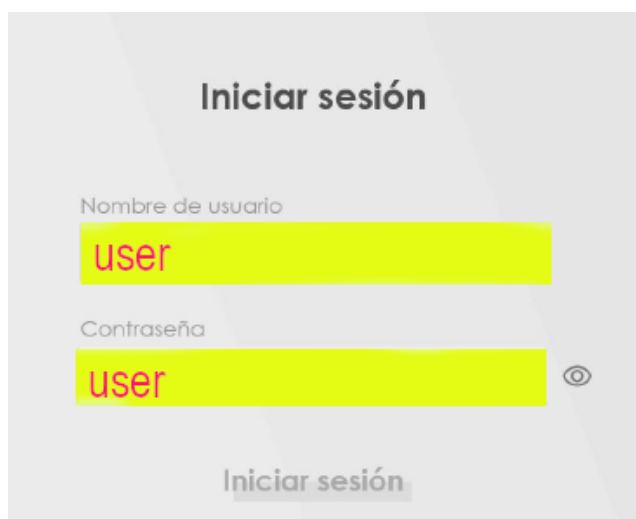 Iniciar sesión
Nombre de usuario
user
Contraseña
user
Iniciar sesión